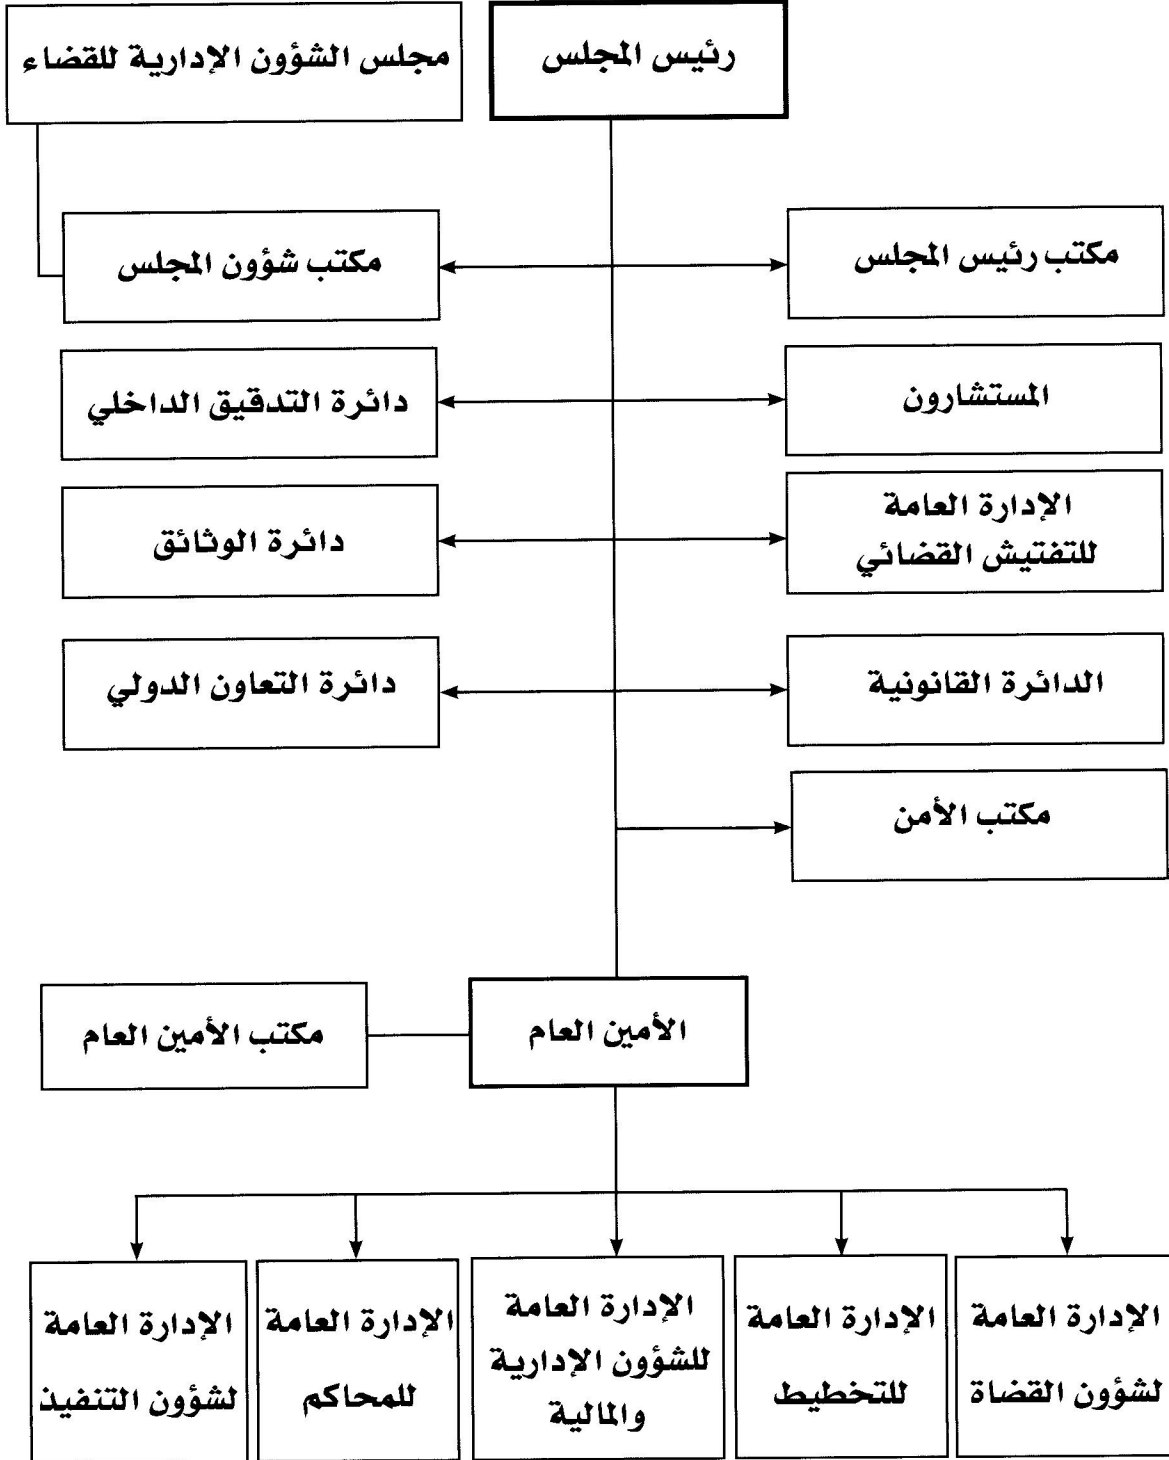 رئيس المجلس
مجلس الشؤون الإدارية للقضاء
مكتب رئيس المجلس
مكتب شؤون المجلس
المستشارون
دائرة التدقيق الداخلي
الإدارة العامة
للتفتيش القضائي
دائرة الوثائق
الدائرة القانونية
دائرة التعاون الدولي
مكتب الأمن
الأمين العام
مكتب الأمين العام
الإدارة العامة
لشؤون القضاة
الإدارة العامة
للتخطيط
الإدارة العامة
للشؤون الإدارية
والمالية
الإدارة العامة
للمحاكم
الإدارة العامة
لشؤون التنفيذ